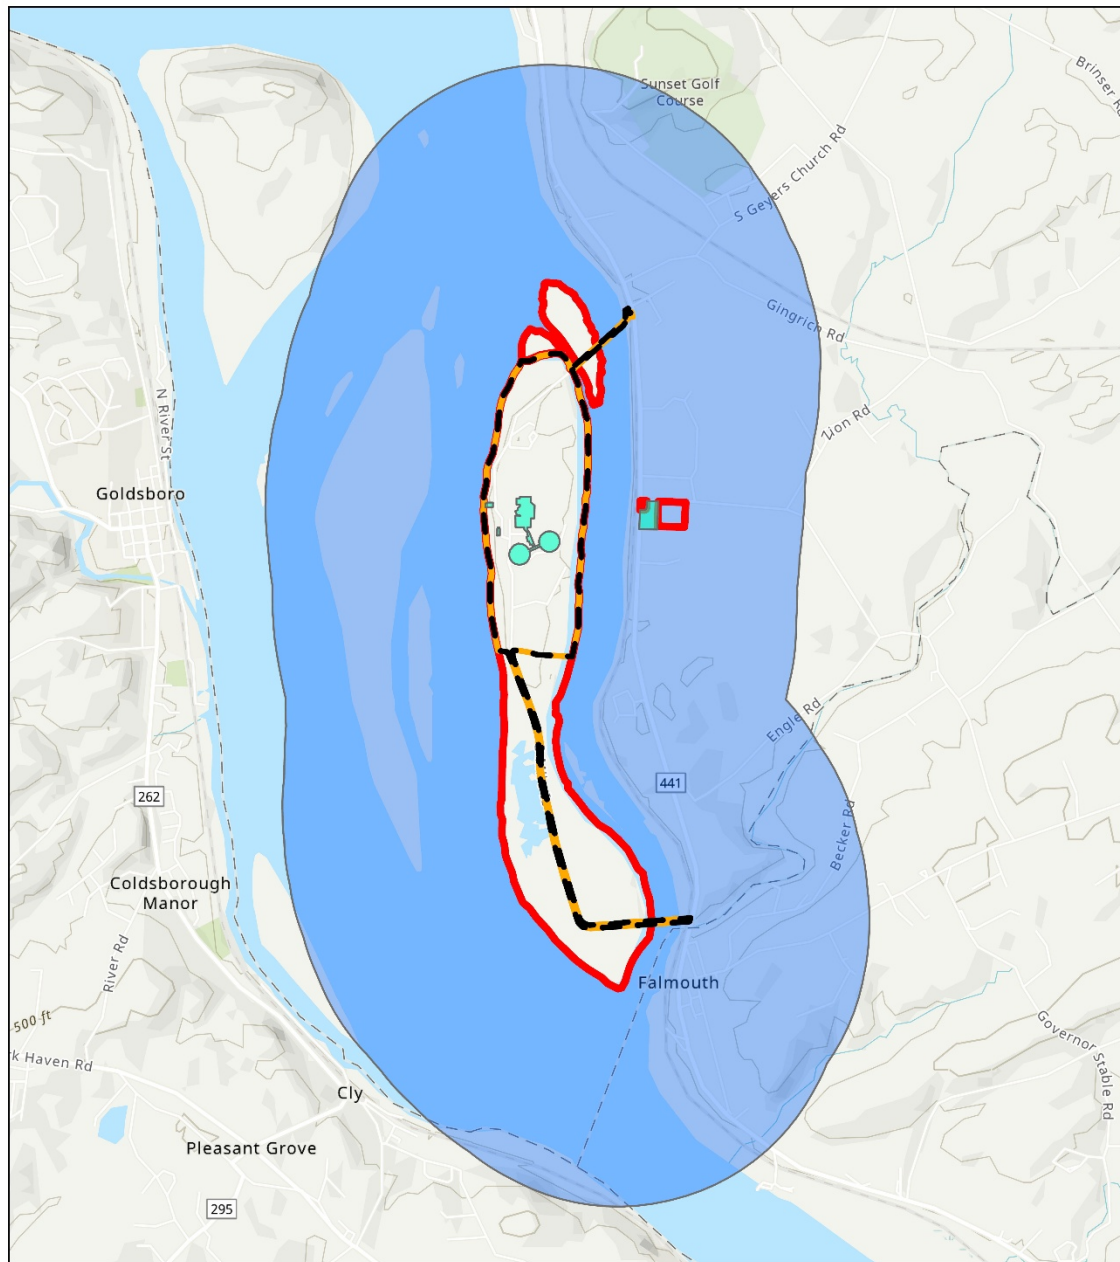 Sunset Golf
Course
Brinser R
S Geyers Church Rd
Gingrich Rd
Zion Rd
N River St
Goldsboro
Engle Rd
441
262
Becker Rd
Coldsborough
Manor
River Rd
Falmouth
500 ft
rk Haven Rd
Governor Stable
Rd
Cly
Pleasant Grove
295